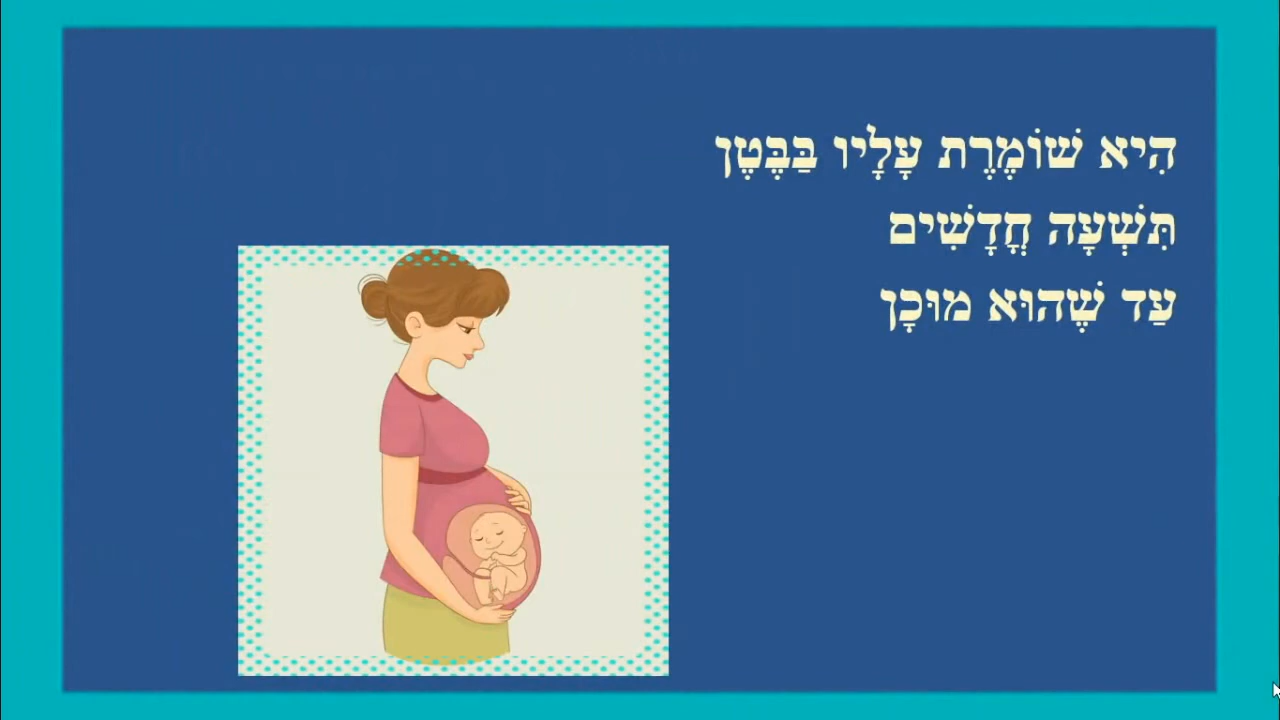 הִיא שׁוֹמֶרֶת עָלָיו בַּבֶּטֶן
תִּשְׁעָה חֳדָשִׁים
עַד שֶׁהוּא מוּכָן